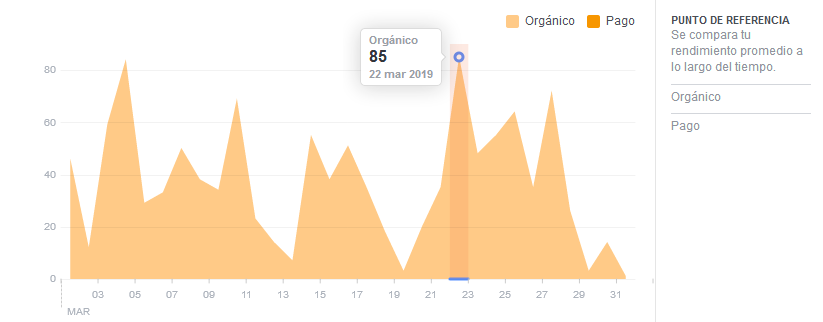 Orgánico
Pago
Orgánico
85
22 mar 2019
80
60
40
20
0
03 05 07 09 11 13 15 17 19 21 23 25 27 29 31
MAR
PUNTO DE REFERENCIA
Se compara tu
rendimiento promedio a
lo largo del tiempo.
Orgánico
Pago